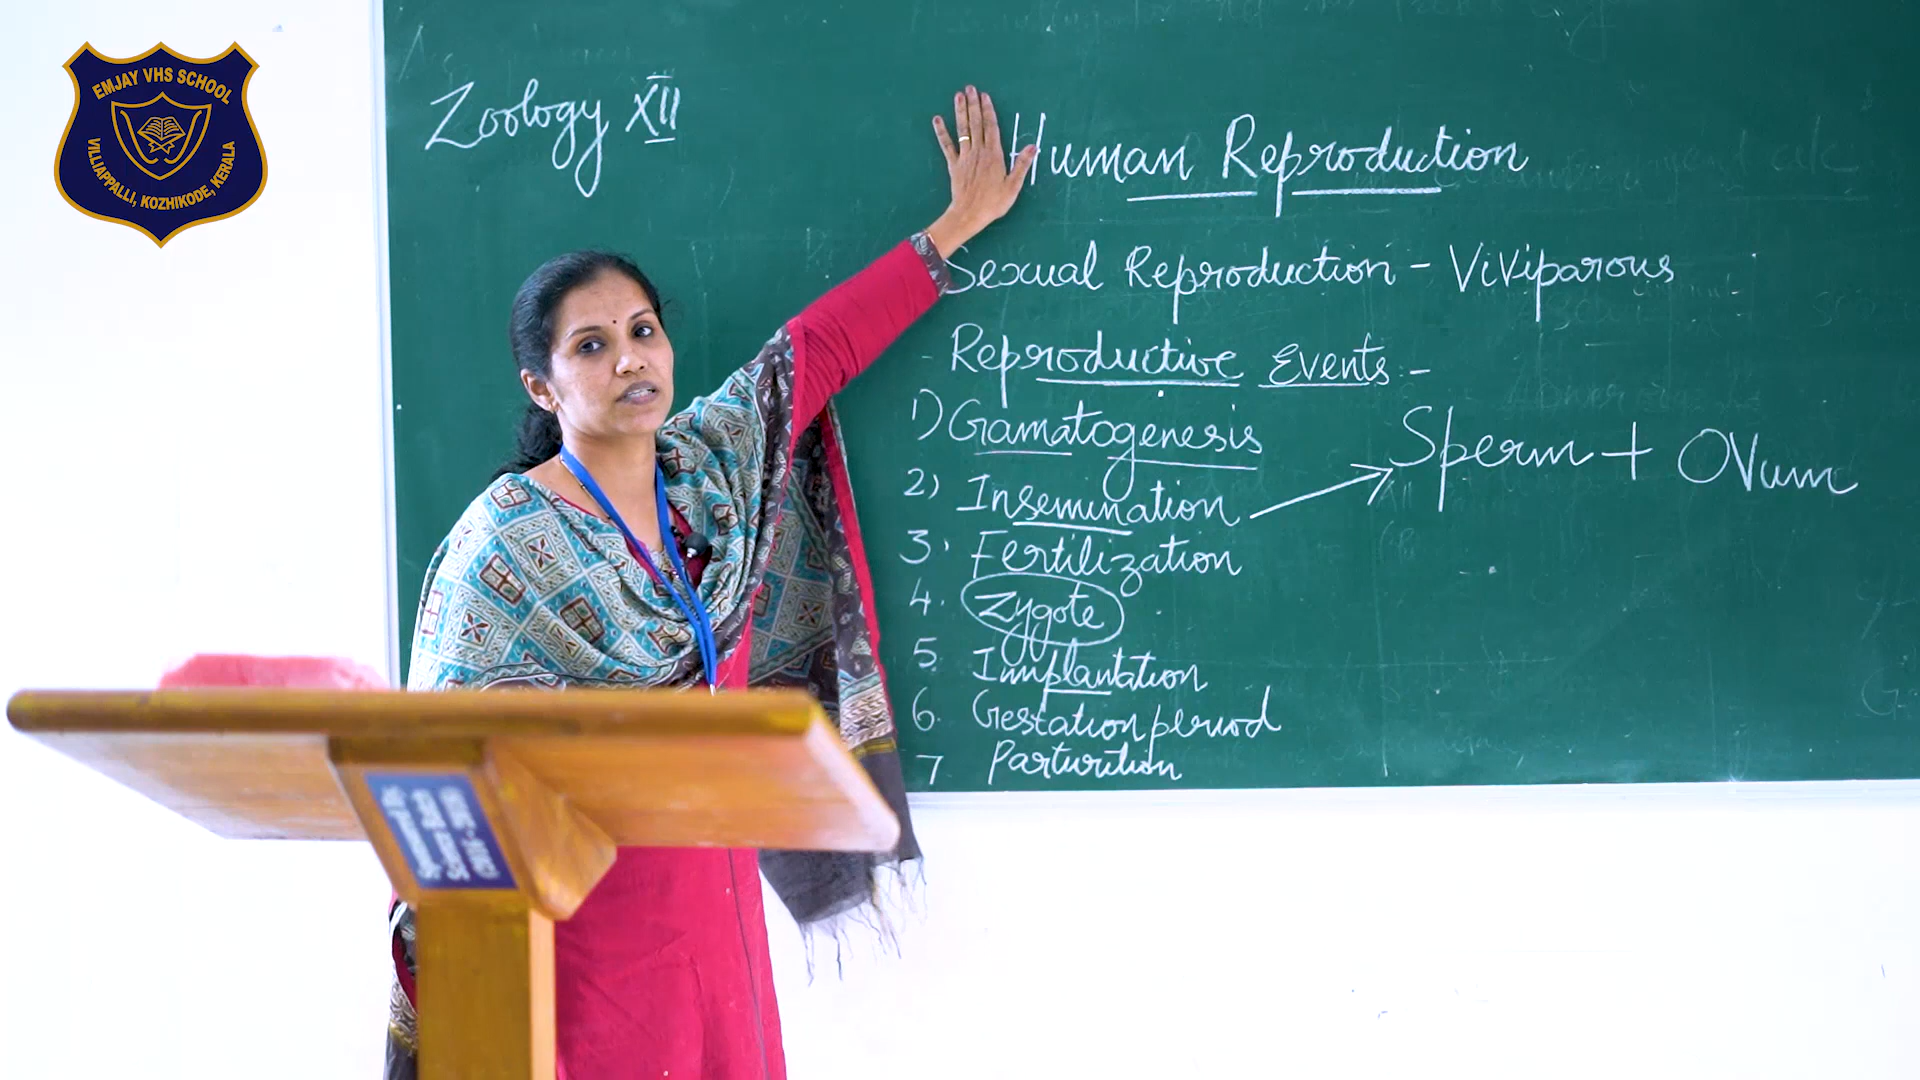 EMJAY VHS SCHOOL
VILLIAPPALLI, KOZHIKODE, KERALA
Zoology XII
Human Reproduction
Sexual Reproduction - Viviparous
- Reproductive Events :-
1) Gamatogenesis
2) Insemination → Sperm + Ovum
3. Fertilization
4. Zygote
5. Implantation
6. Gestation period
7 Parturition